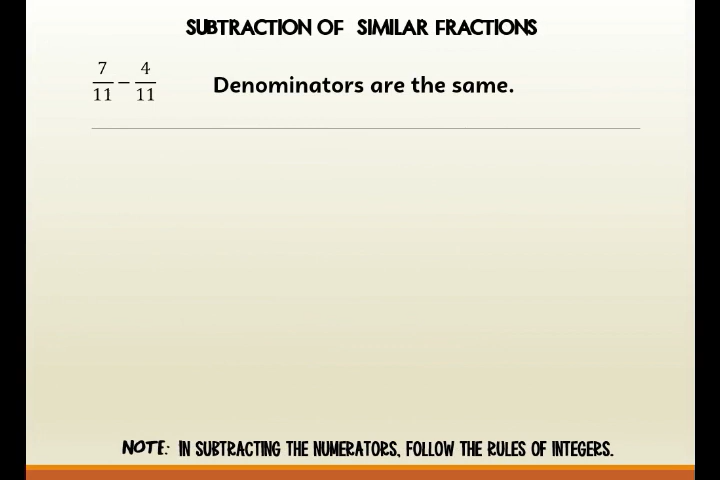 SUBTRACTION OF SIMILAR FRACTIONS
7/11 − 4/11 Denominators are the same.
NOTE: IN SUBTRACTING THE NUMERATORS, FOLLOW THE RULES OF INTEGERS.